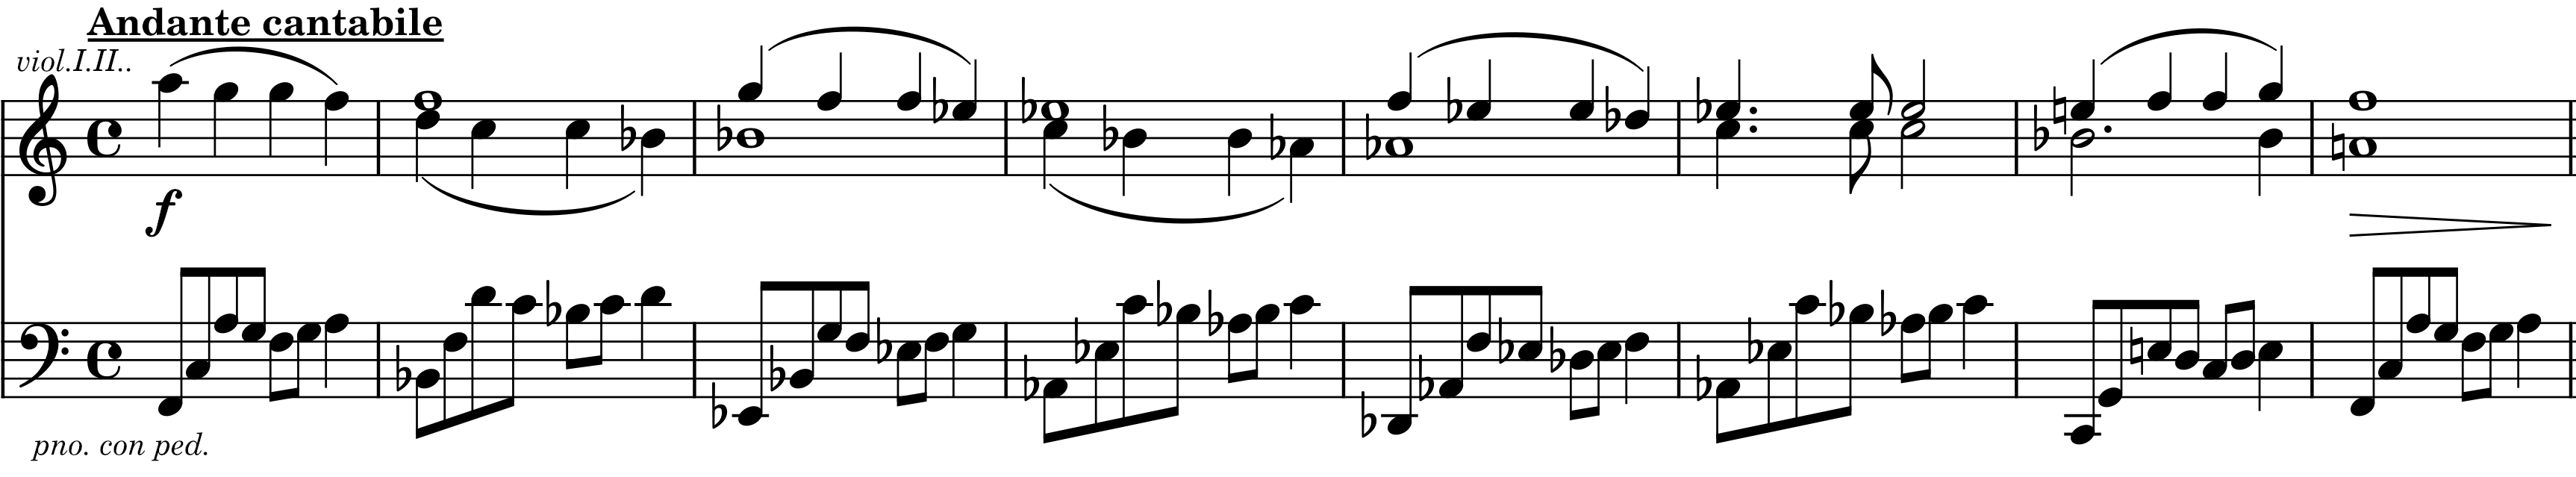 Andante cantabile
viol.I.II..
f
pno. con ped.